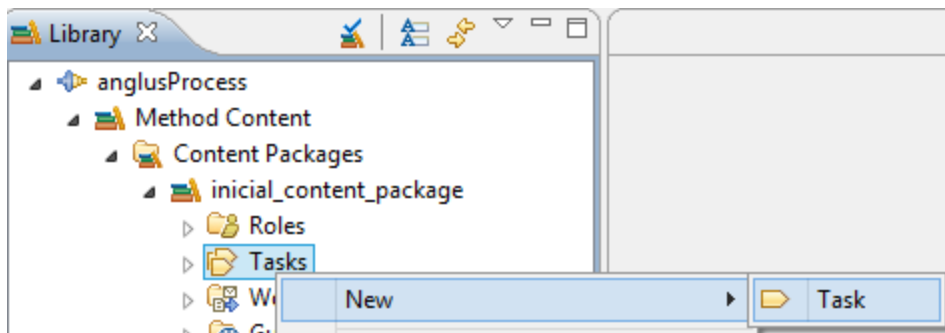 Library
anglusProcess
Method Content
Content Packages
inicial_content_package
Roles
Tasks
New
Task